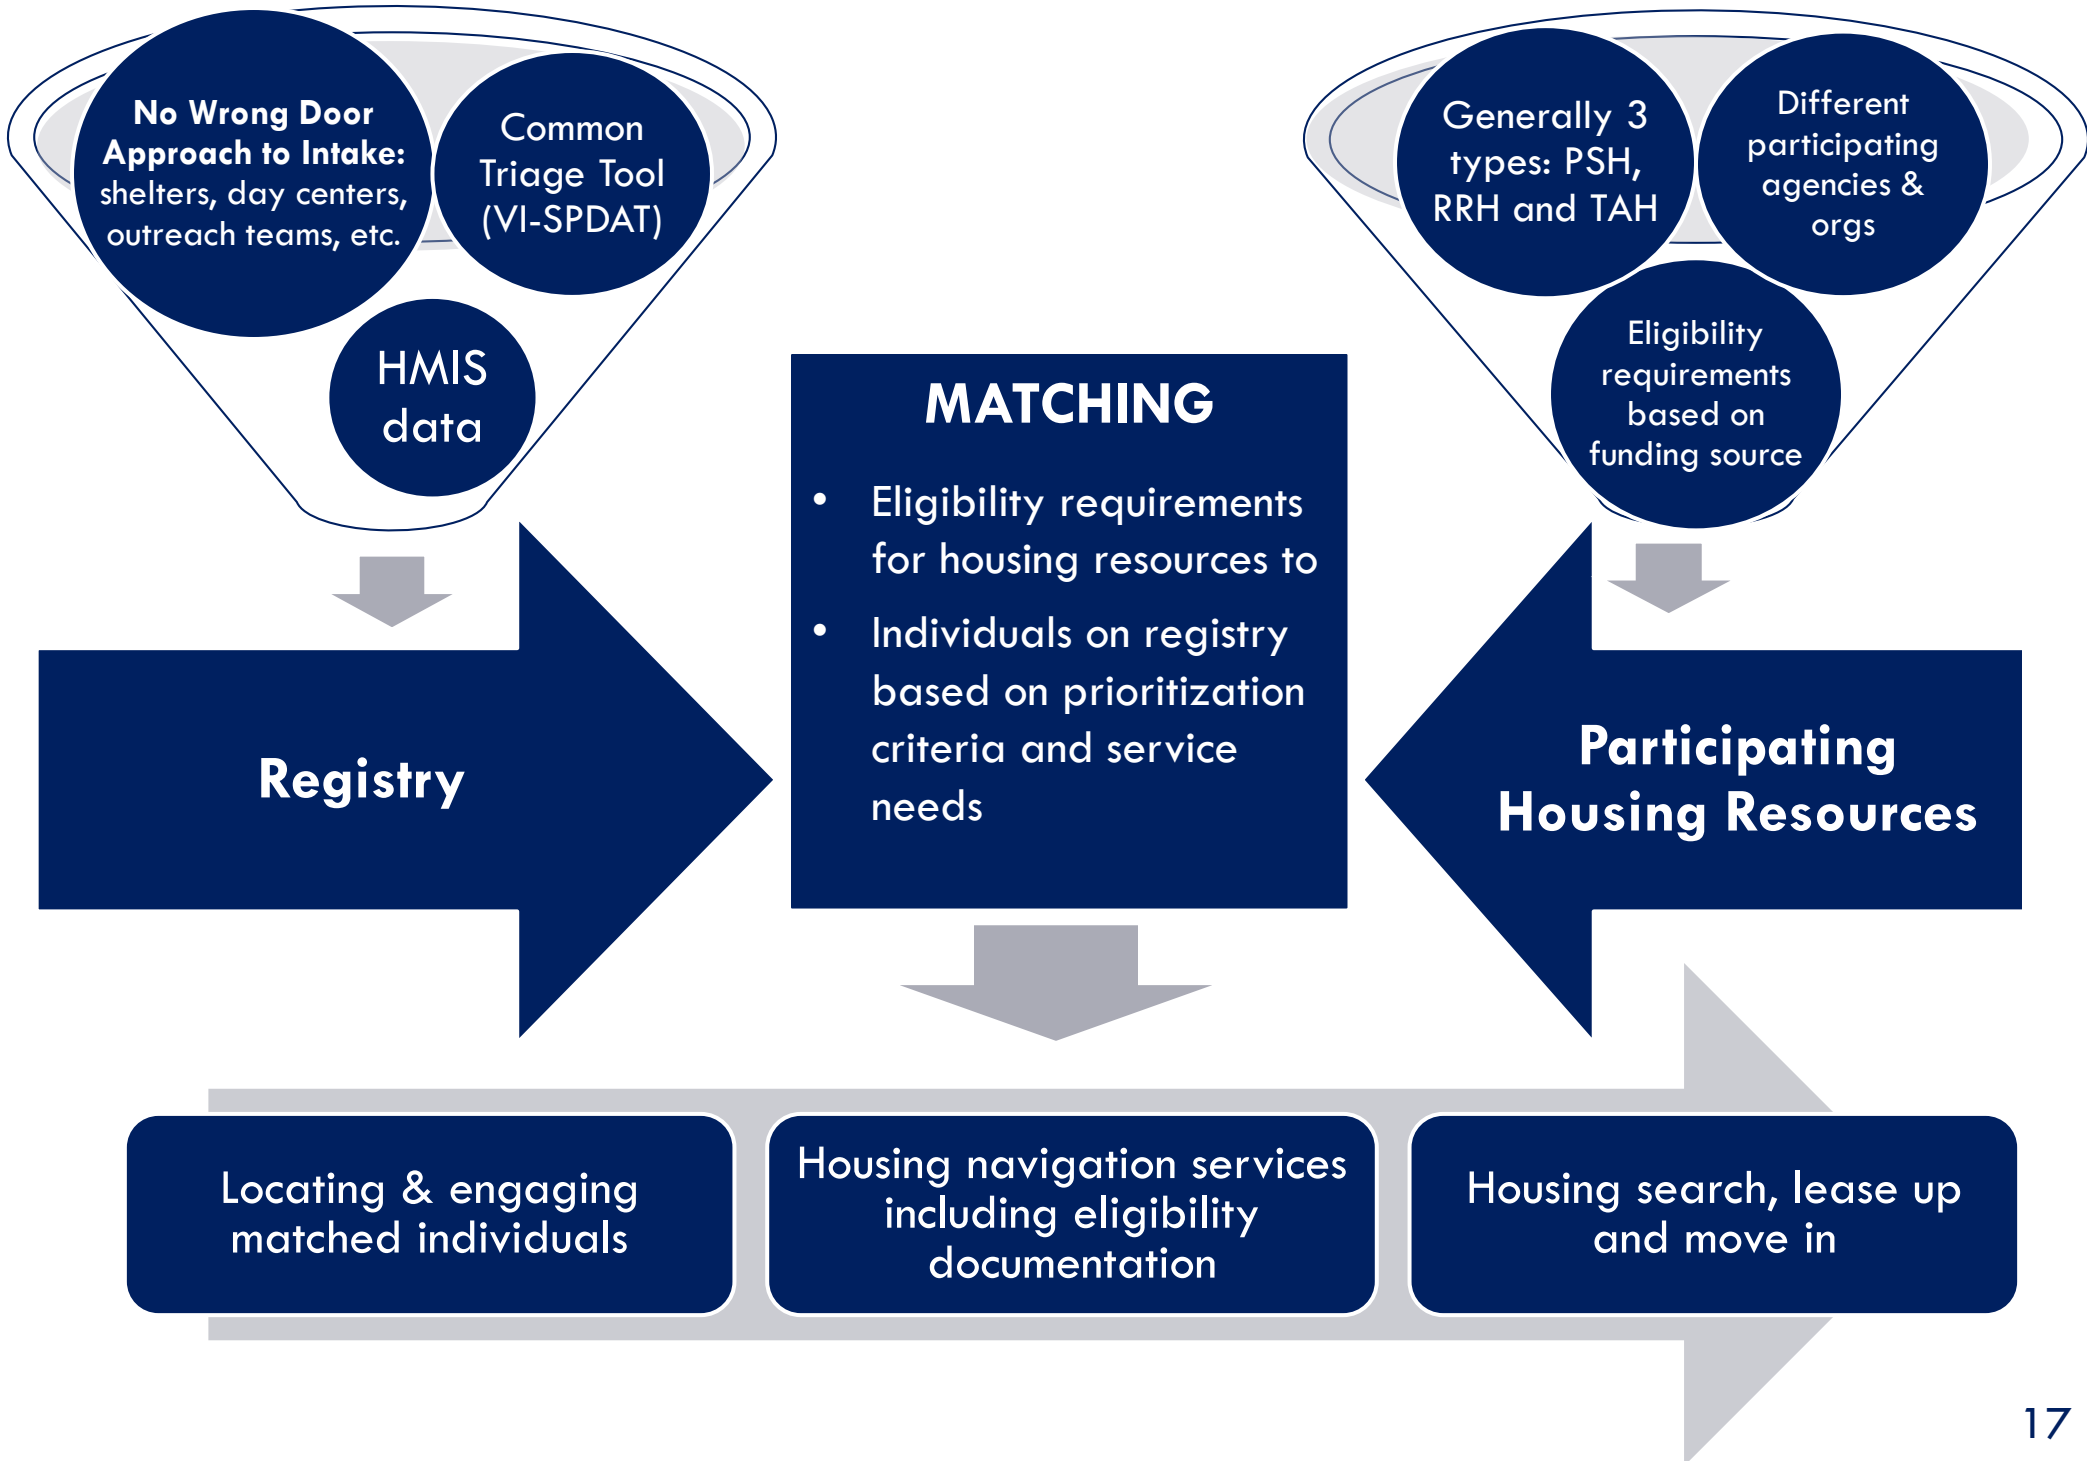 No Wrong Door
Approach to Intake:
shelters, day centers,
outreach teams, etc.
Common
Triage Tool
(VI-SPDAT)
HMIS
data
Generally 3
types: PSH,
RRH and TAH
Different
participating
agencies &
orgs
Eligibility
requirements
based on
funding source
Registry
MATCHING
• Eligibility requirements
for housing resources to
• Individuals on registry
based on prioritization
criteria and service
needs
Participating
Housing Resources
Locating & engaging
matched individuals
Housing navigation services
including eligibility
documentation
Housing search, lease up
and move in
17